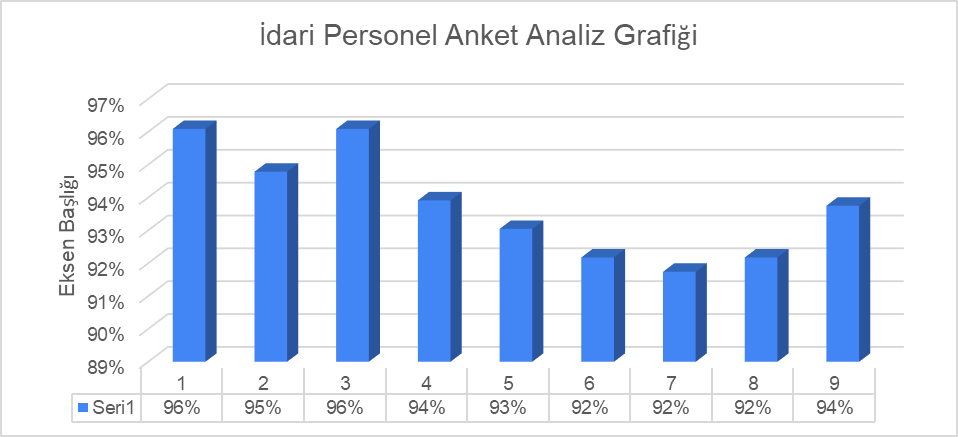 İdari Personel Anket Analiz Grafiği
Eksen Başlığı
97%
96%
95%
94%
93%
92%
91%
90%
89%
1 2 3 4 5 6 7 8 9
Seri1 96% 95% 96% 94% 93% 92% 92% 92% 94%